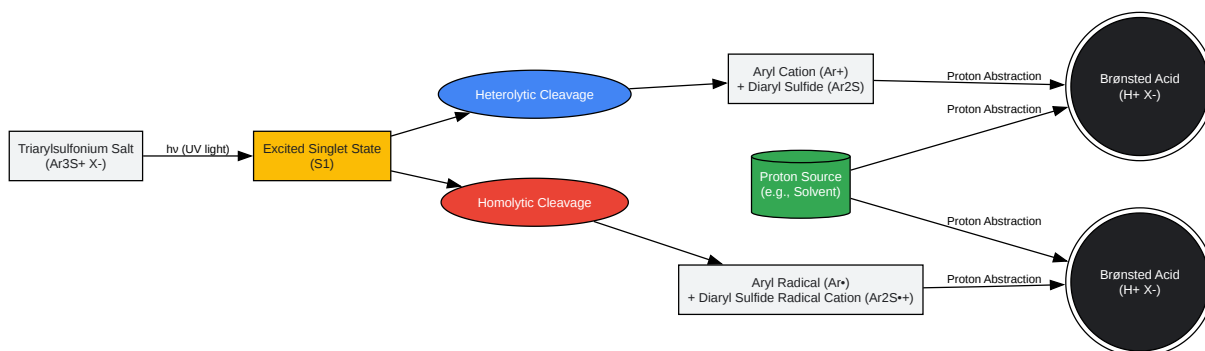 Triarylsulfonium Salt
(Ar3S+ X-)
hν (UV light)
Excited Singlet State
(S1)
Heterolytic Cleavage
Homolytic Cleavage
Aryl Cation (Ar+)
+ Diaryl Sulfide (Ar2S)
Proton Source
(e.g., Solvent)
Aryl Radical (Ar•)
+ Diaryl Sulfide Radical Cation (Ar2S•+)
Proton Abstraction
Proton Abstraction
Proton Abstraction
Proton Abstraction
Brønsted Acid
(H+ X-)
Brønsted Acid
(H+ X-)